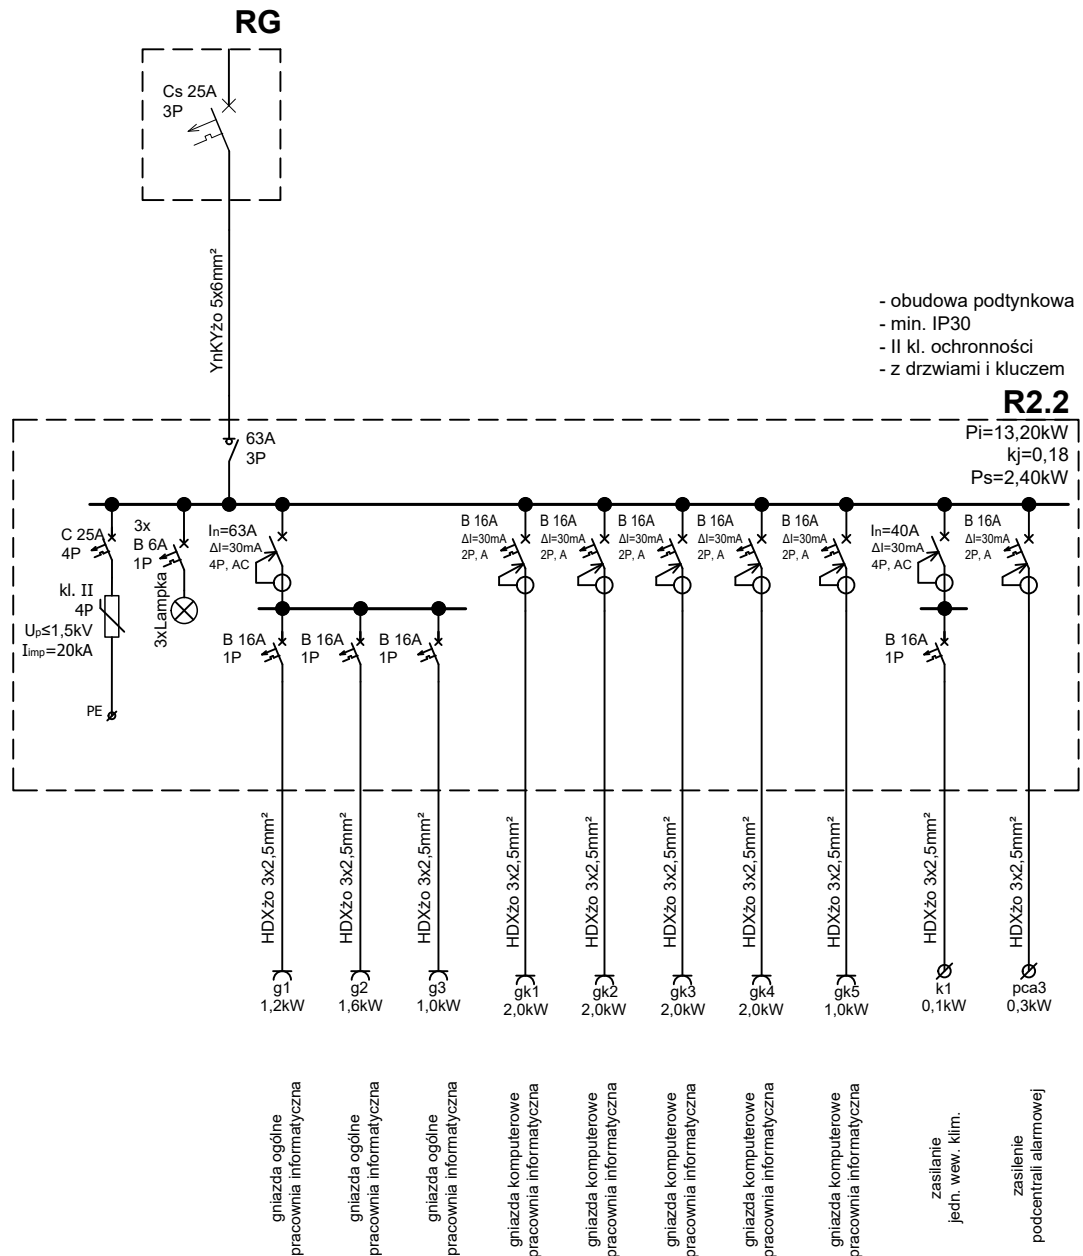 RG
Cs 25A
3P
YnKYżo 5x6mm²
- obudowa podtynkowa
- min. IP30
- II kl. ochronności
- z drzwiami i kluczem
R2.2
Pi=13,20kW
kj=0,18
Ps=2,40kW
63A
3P
C 25A
4P
kl. II
4P
Up≤1,5kV
Iimp=20kA
PE
3x
B 6A
1P
3xLampka
In=63A
ΔI=30mA
4P, AC
B 16A
ΔI=30mA
2P, A
B 16A
ΔI=30mA
2P, A
B 16A
ΔI=30mA
2P, A
B 16A
ΔI=30mA
2P, A
B 16A
ΔI=30mA
2P, A
In=40A
ΔI=30mA
4P, AC
B 16A
ΔI=30mA
2P, A
B 16A
1P
B 16A
1P
B 16A
1P
B 16A
1P
HDXżo 3x2,5mm²
HDXżo 3x2,5mm²
HDXżo 3x2,5mm²
HDXżo 3x2,5mm²
HDXżo 3x2,5mm²
HDXżo 3x2,5mm²
HDXżo 3x2,5mm²
HDXżo 3x2,5mm²
HDXżo 3x2,5mm²
HDXżo 3x2,5mm²
g1
1,2kW
g2
1,6kW
g3
1,0kW
gk1
2,0kW
gk2
2,0kW
gk3
2,0kW
gk4
2,0kW
gk5
1,0kW
k1
0,1kW
pca3
0,3kW
gniazda ogólne
pracownia informatyczna
gniazda ogólne
pracownia informatyczna
gniazda ogólne
pracownia informatyczna
gniazda komputerowe
pracownia informatyczna
gniazda komputerowe
pracownia informatyczna
gniazda komputerowe
pracownia informatyczna
gniazda komputerowe
pracownia informatyczna
gniazda komputerowe
pracownia informatyczna
zasilanie
jedn. wew. klim.
zasilenie
podcentrali alarmowej